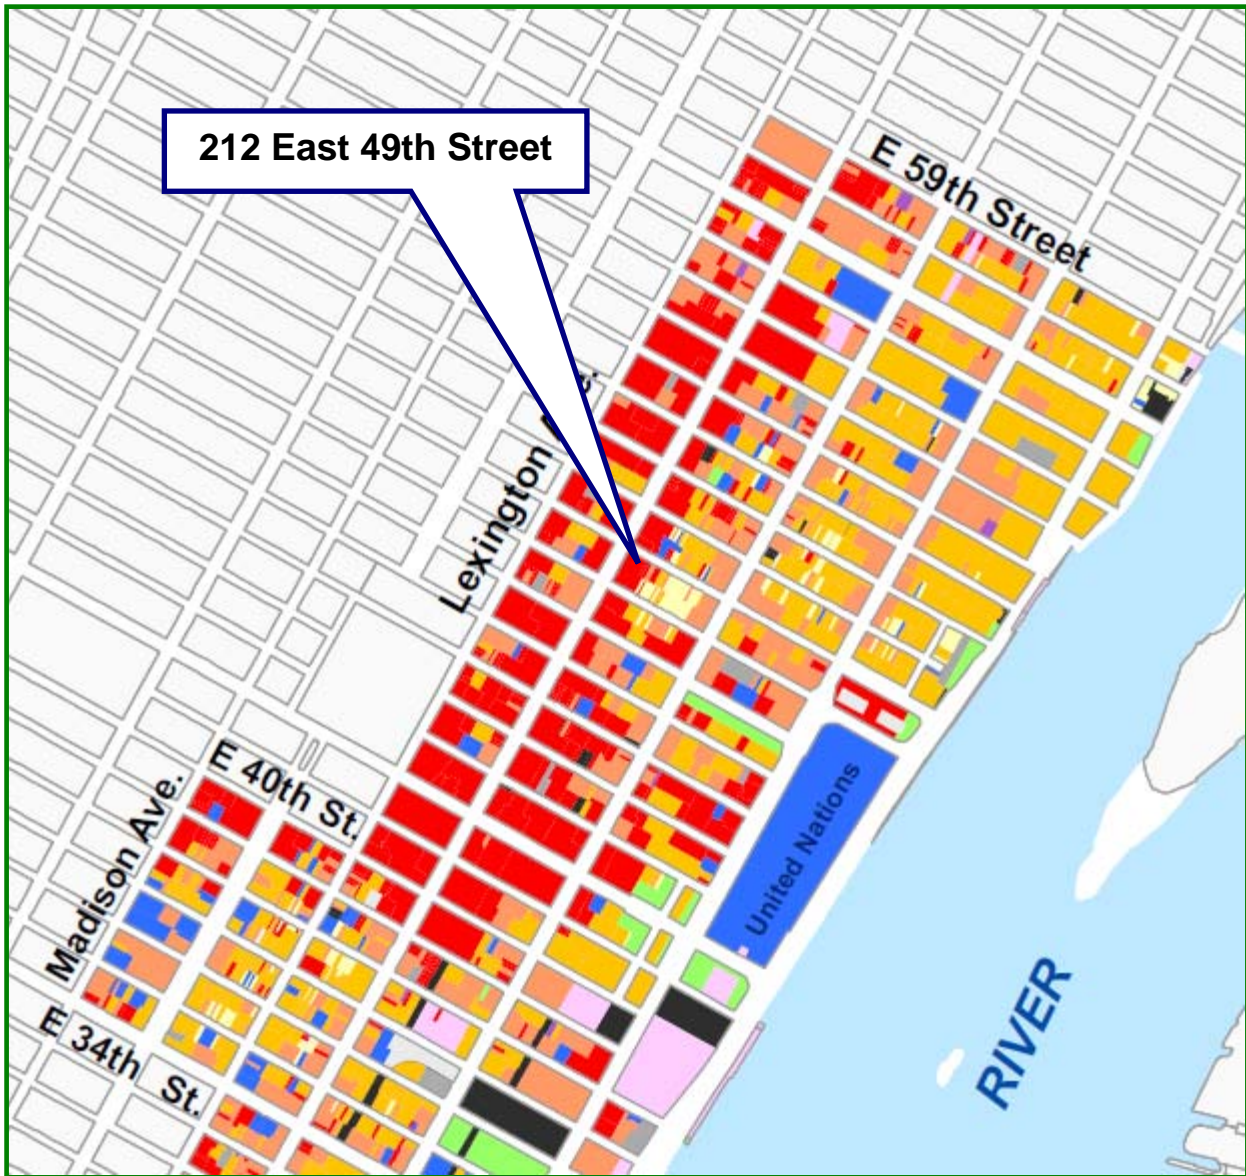 212 East 49th Street
E 59th Street
Lexington
E 40th St.
Madison Ave.
United Nations
E 34th St.
RIVER